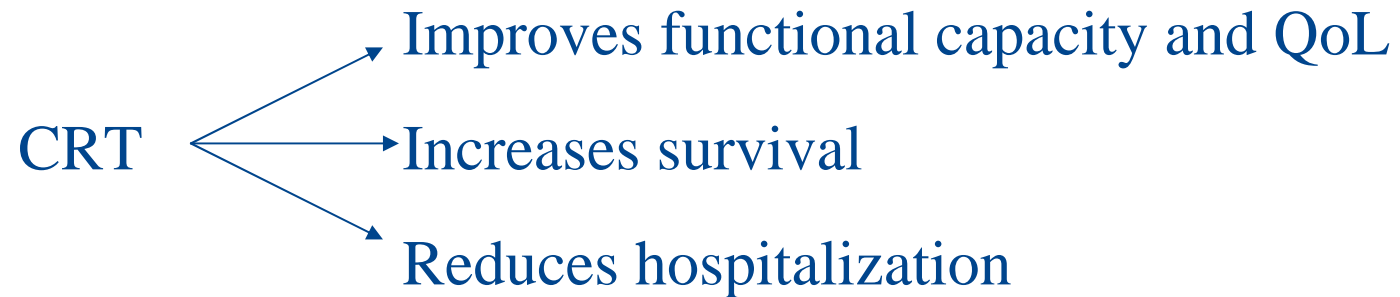 Improves functional capacity and QoL
CRT Increases survival
Reduces hospitalization